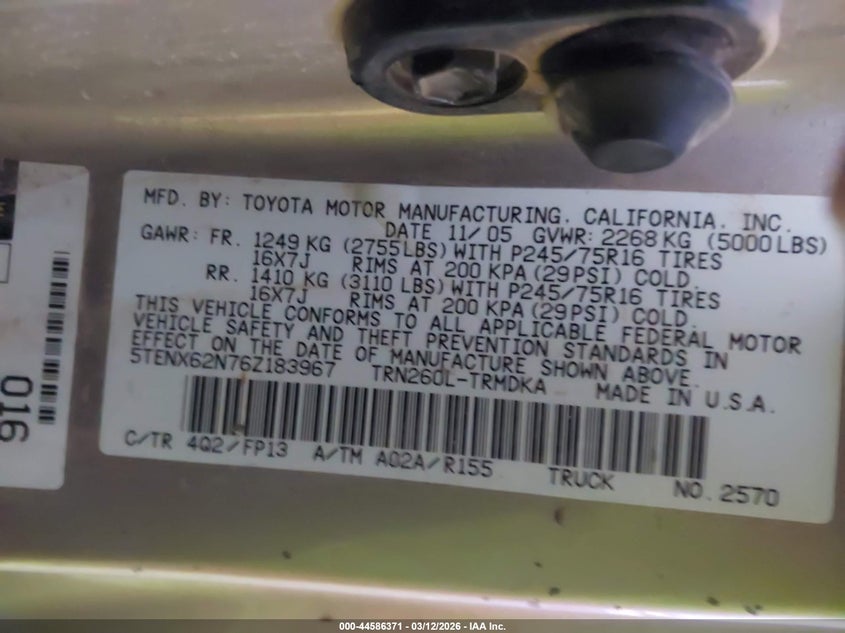 MFD. BY: TOYOTA MOTOR MANUFACTURING. CALIFORNIA. INC.
DATE 11/05 GVWR: 2268 KG (5000 LBS)
GAWR: FR. 1249 KG (2755 LBS) WITH P245/75R16 TIRES
16X7J RIMS AT 200 KPA (29 PSI) COLD.
RR. 1410 KG (3110 LBS) WITH P245/75R16 TIRES
16X7J RIMS AT 200 KPA (29 PSI) COLD.
THIS VEHICLE CONFORMS TO ALL APPLICABLE FEDERAL MOTOR
VEHICLE SAFETY AND THEFT PREVENTION STANDARDS IN
EFFECT ON THE DATE OF MANUFACTURE SHOWN ABOVE.
5TENX62N76Z183967 TRN260L-TRMDKA MADE IN U.S.A.
C/TR 4Q2/FP13 A/TM A02A/R155 TRUCK NO. 2570
016
000-44586371 - 03/12/2026 - IAA Inc.